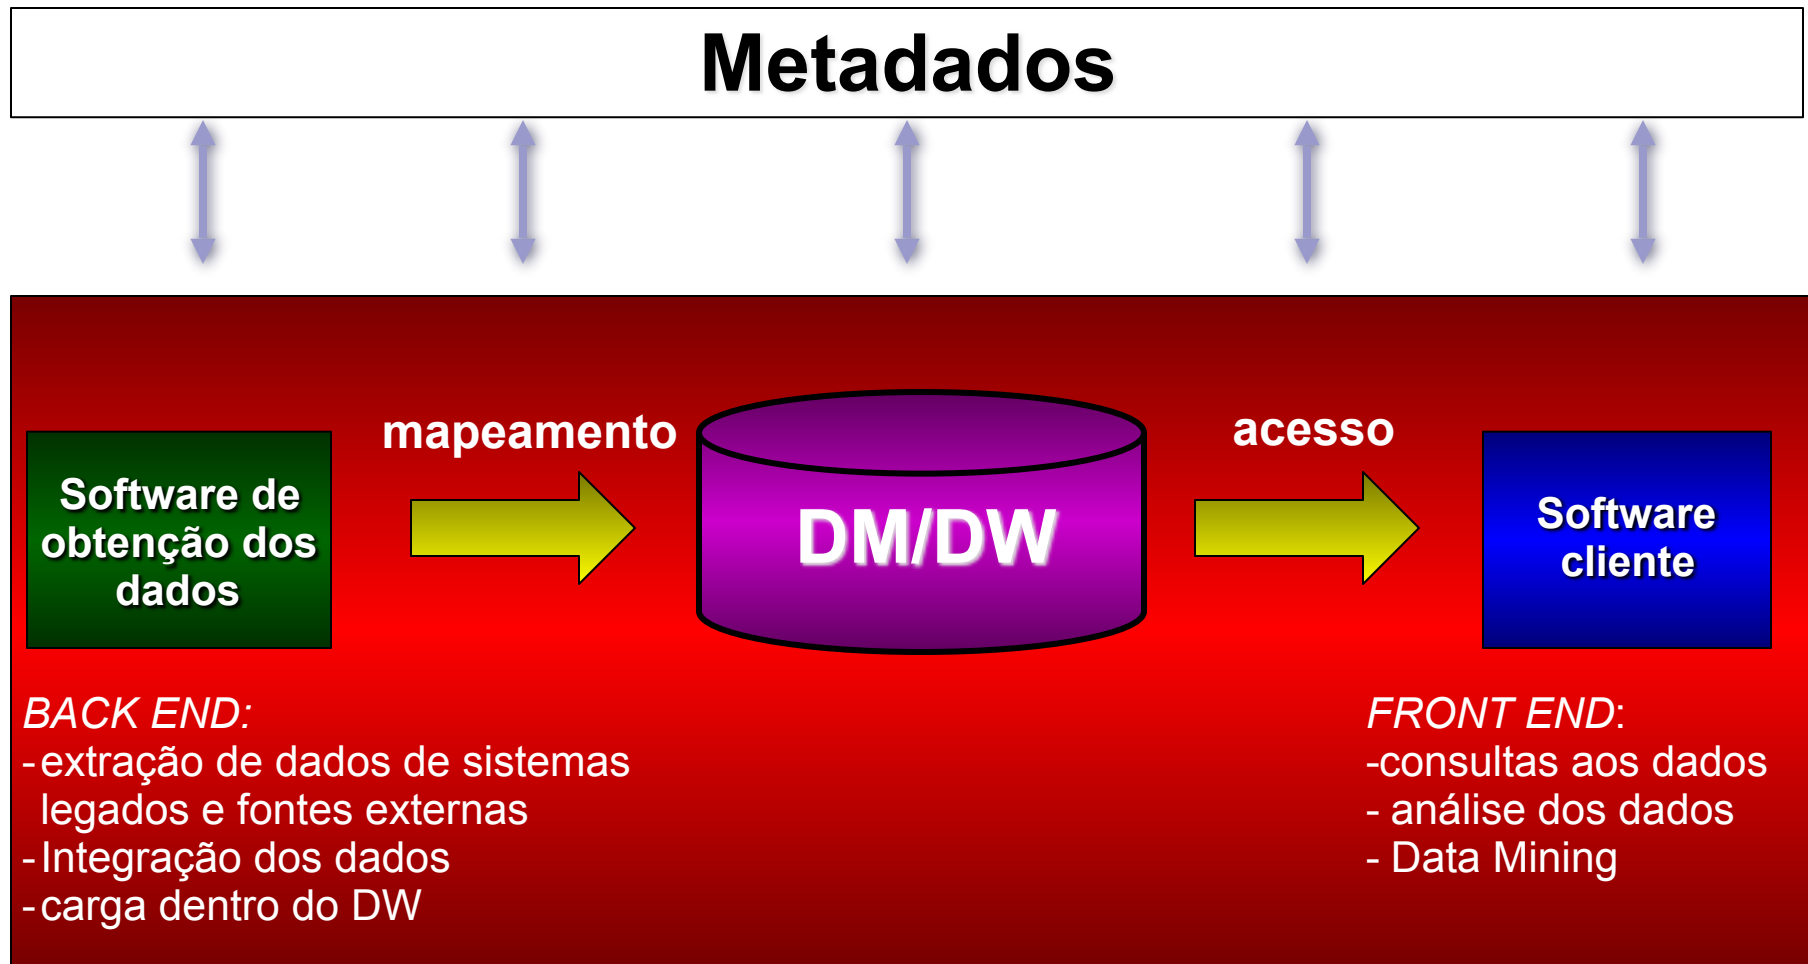 Metadados
mapeamento
acesso
Software de
obtenção dos
dados
DM/DW
Software
cliente
BACK END:
-extração de dados de sistemas
legados e fontes externas
-Integração dos dados
-carga dentro do DW
FRONT END:
-consultas aos dados
- análise dos dados
- Data Mining